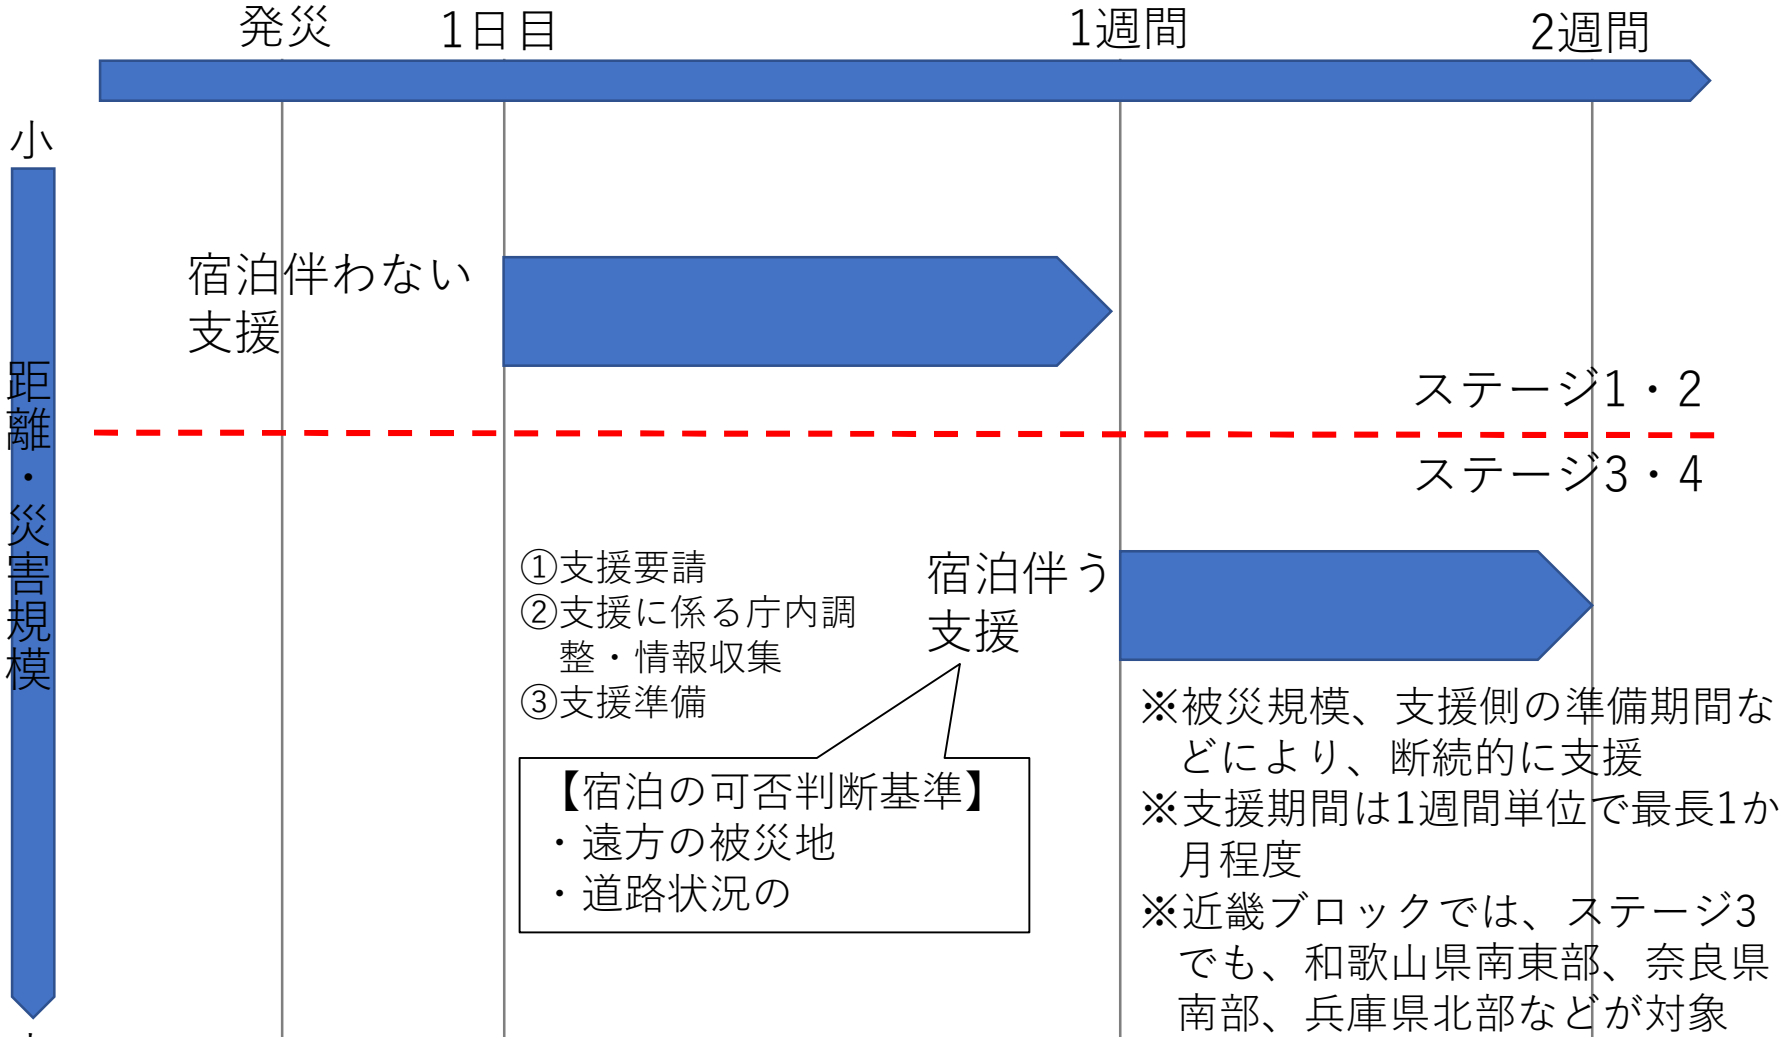 発災
1日目
1週間
2週間
小
距離・災害規模
宿泊伴わない
支援
ステージ1・2
ステージ3・4
①支援要請
②支援に係る庁内調
整・情報収集
③支援準備
宿泊伴う
支援
【宿泊の可否判断基準】
・遠方の被災地
・道路状況の
※被災規模、支援側の準備期間な
どにより、断続的に支援
※支援期間は1週間単位で最長1か
月程度
※近畿ブロックでは、ステージ3
でも、和歌山県南東部、奈良県
南部、兵庫県北部などが対象